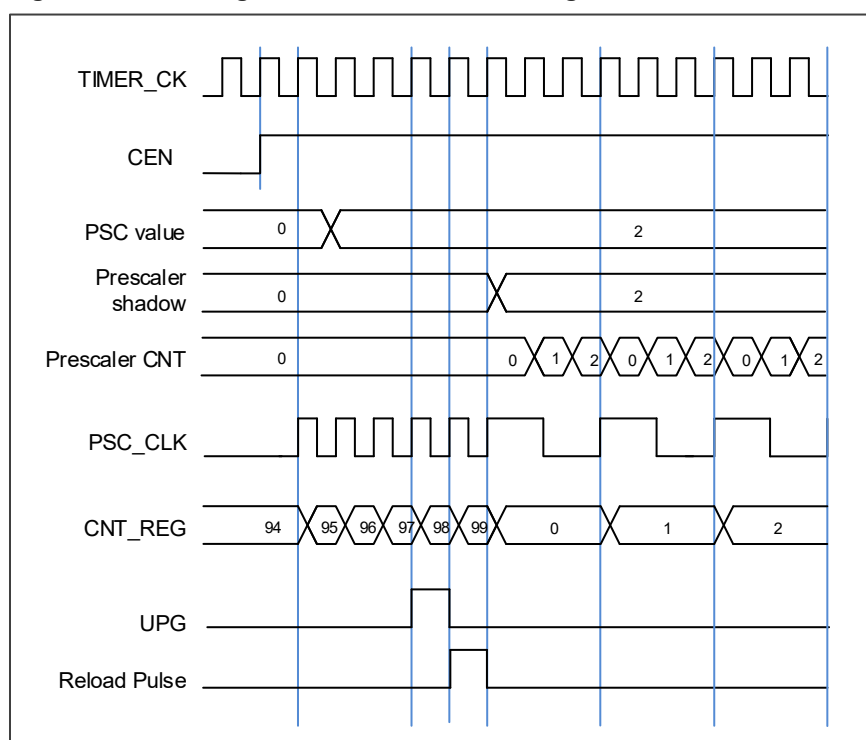 TIMER_CK
CEN
PSC value 0 2
Prescaler
shadow 0 2
Prescaler CNT 0 0 1 2 0 1 2 0 1 2
PSC_CLK
CNT_REG 94 95 96 97 98 99 0 1 2
UPG
Reload Pulse